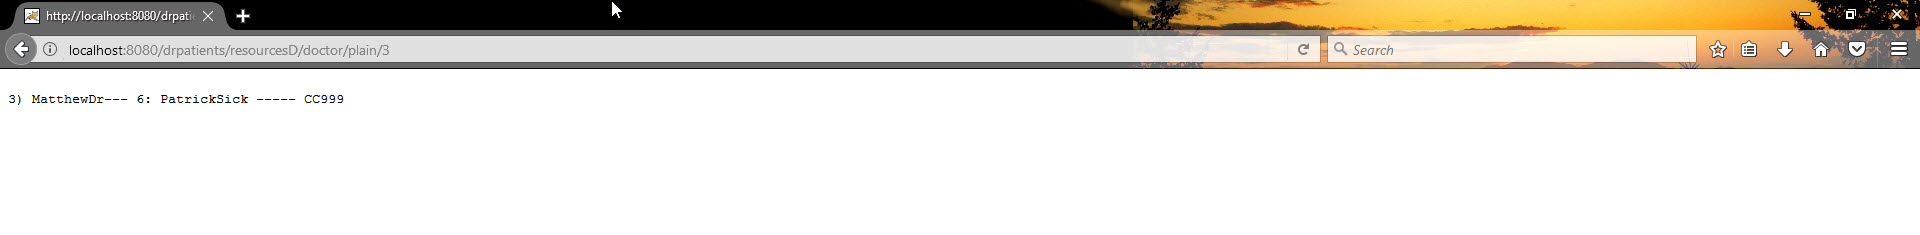 http://localhost:8080/drpati
localhost:8080/drpatients/resourcesD/doctor/plain/3
Search
3) MatthewDr--- 6: PatrickSick ----- CC999